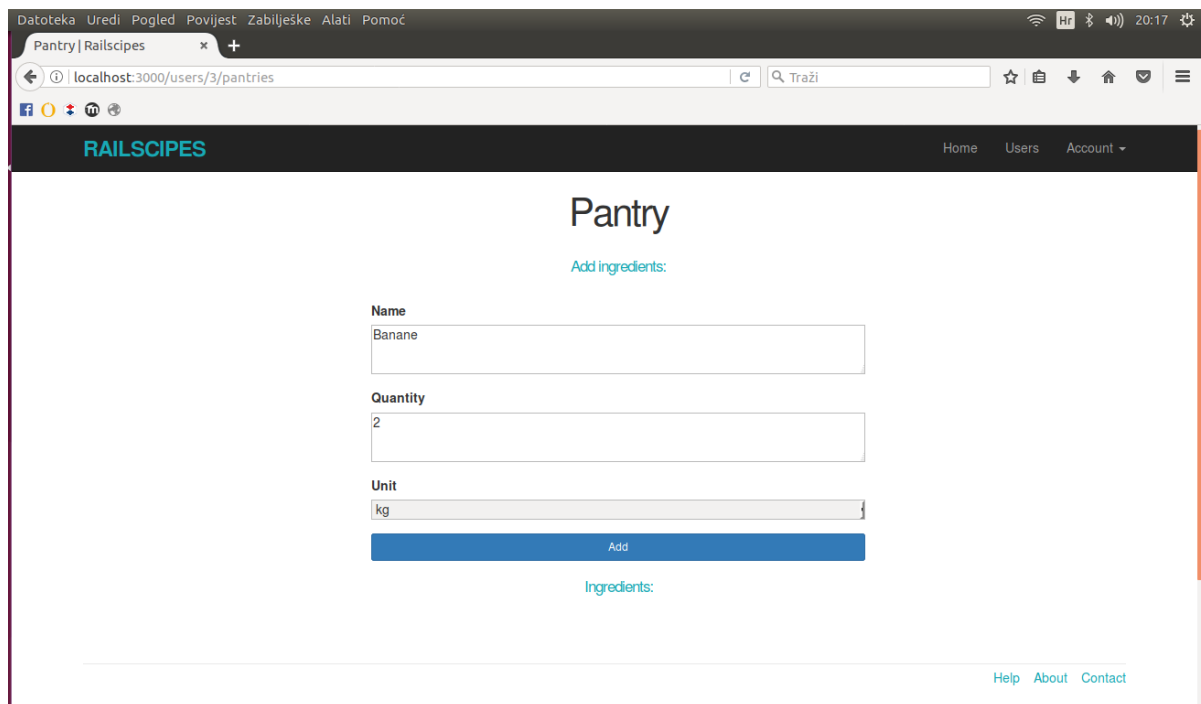 Datoteka Uredi Pogled Povijest Zabilješke Alati Pomoć Hr 20:17
Pantry | Railscipes
localhost:3000/users/3/pantries Traži
RAILSCIPES Home Users Account
Pantry
Add ingredients:
Name
Banane
Quantity
2
Unit
kg
Add
Ingredients:
Help About Contact